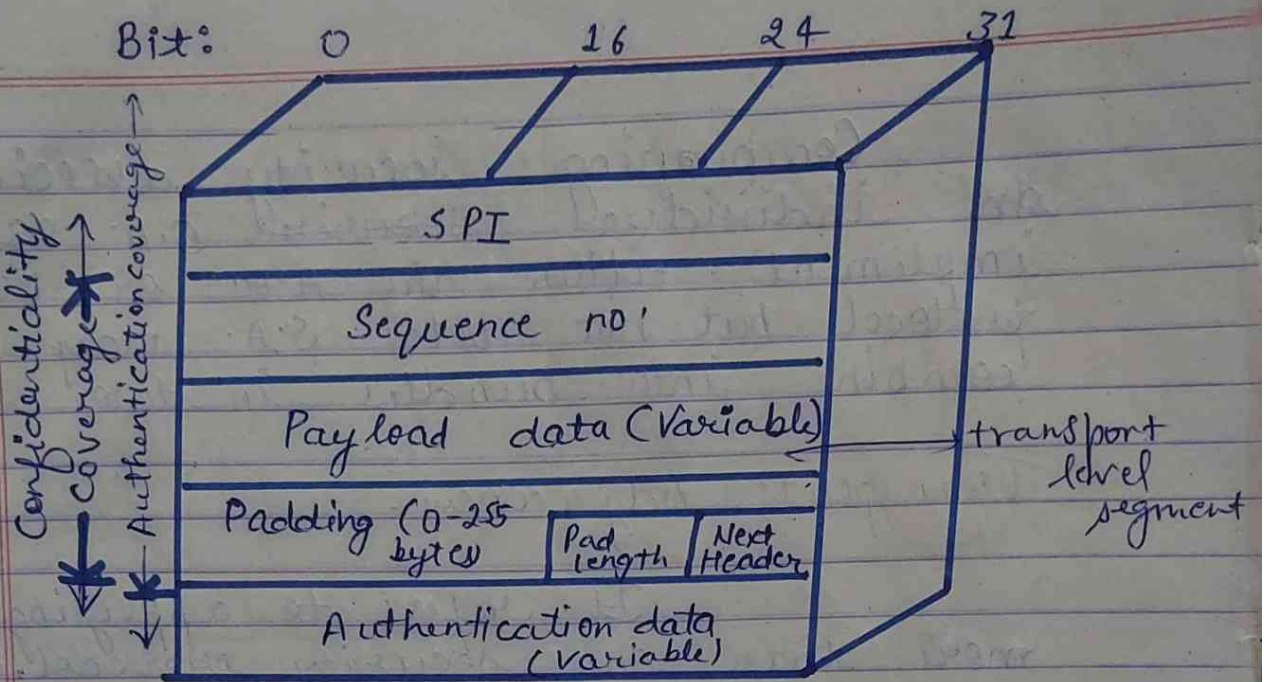 Bit: 0 16 24 31
SPI
Sequence no.
Payload data (Variable)
transport
level
segment
Padding (0-255
bytes)
Pad
length
Next
Header
Authentication data
(Variable)
Confidentiality
Coverage
Authentication coverage